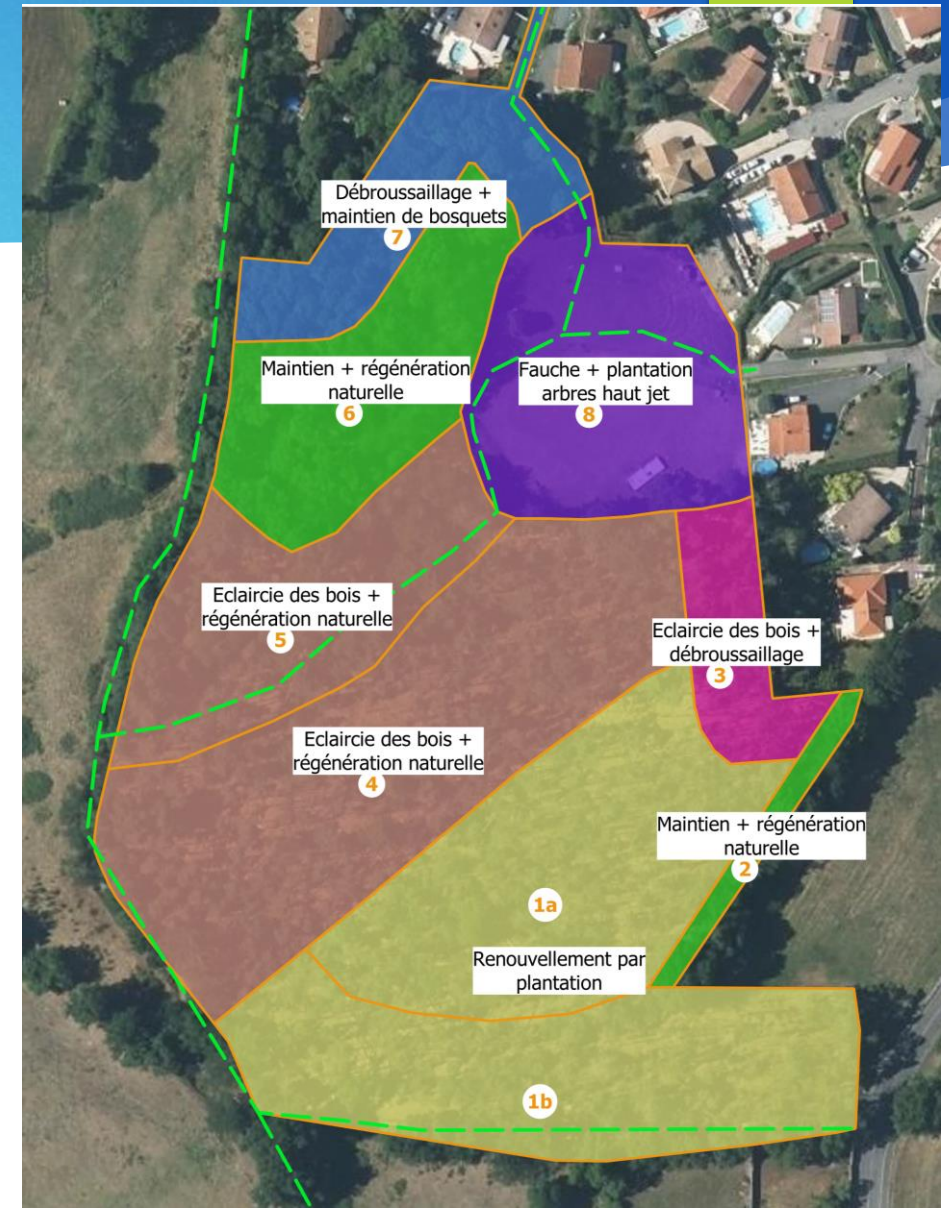 Débroussaillage +
maintien de bosquets
7
Maintien + régénération
naturelle
6
Fauche + plantation
arbres haut jet
8
Eclaircie des bois +
régénération naturelle
5
Eclaircie des bois +
débroussaillage
3
Eclaircie des bois +
régénération naturelle
4
Maintien + régénération
naturelle
2
1a
Renouvellement par
plantation
1b